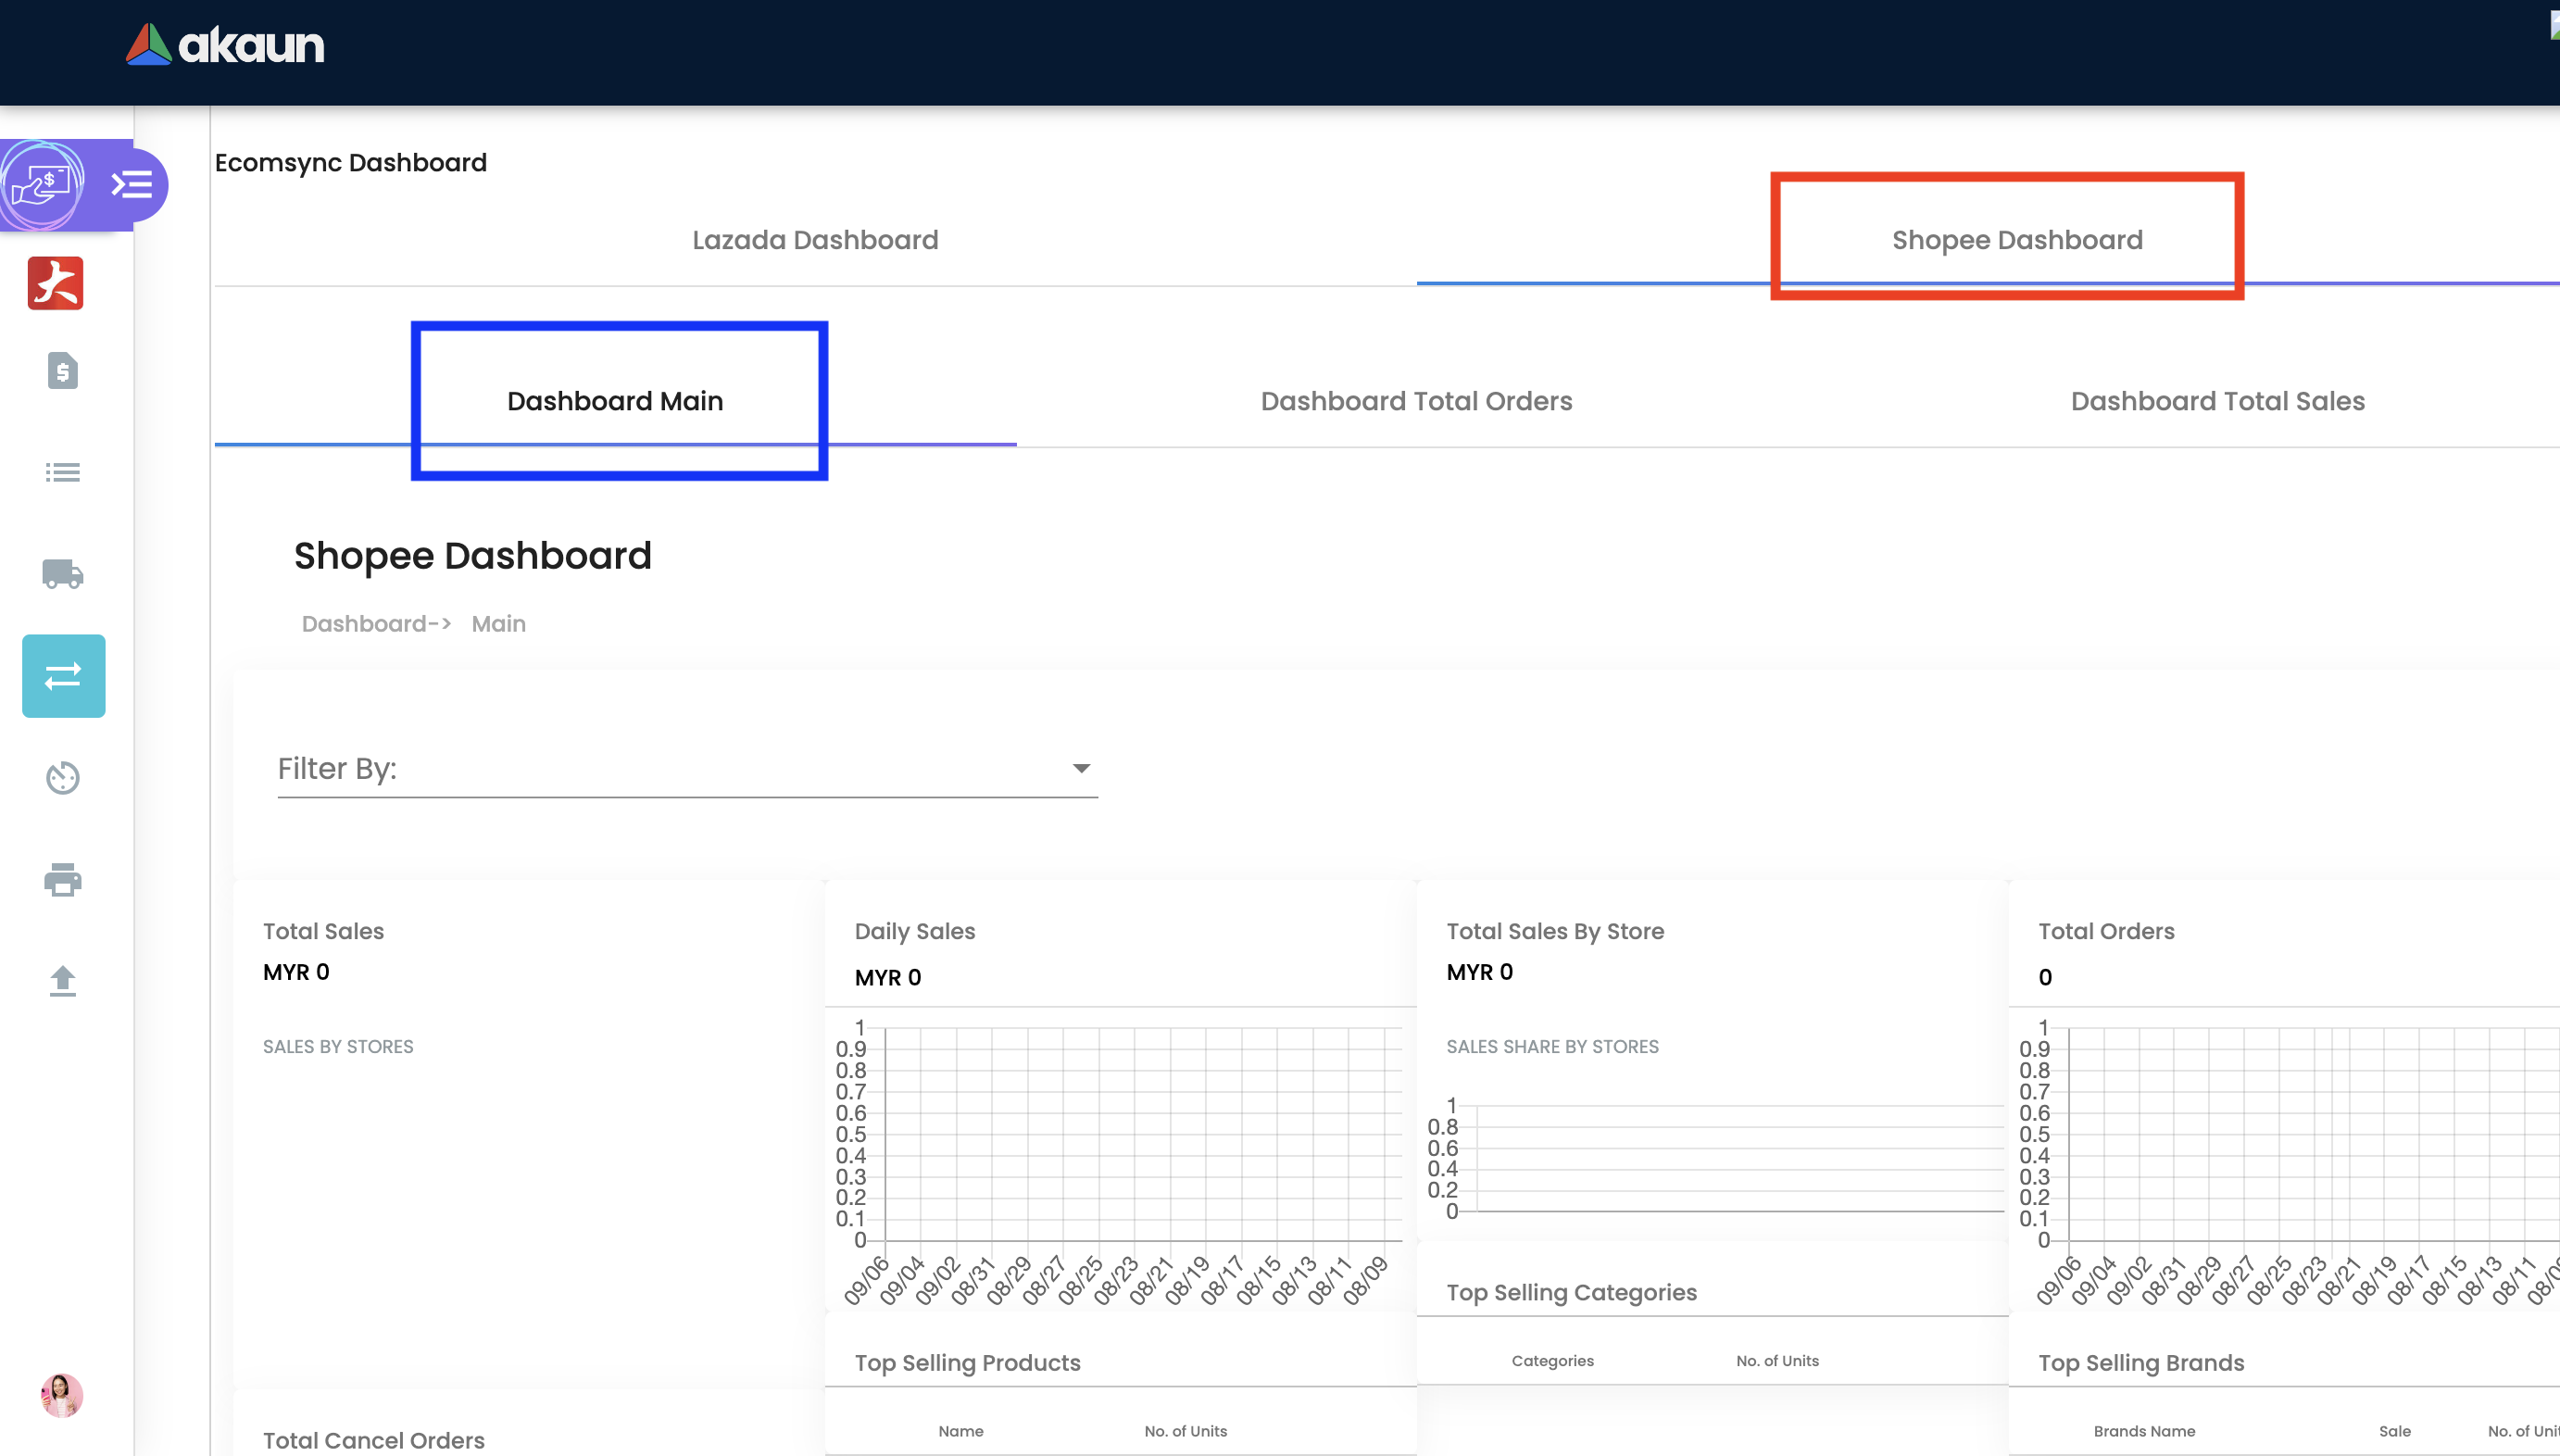 akaun
Ecomsync Dashboard
Lazada Dashboard
Shopee Dashboard
Dashboard Main
Dashboard Total Orders
Dashboard Total Sales
Shopee Dashboard
Dashboard-> Main
Filter By:
Total Sales
MYR 0
SALES BY STORES
Daily Sales
MYR 0
1
0.9
0.8
0.7
0.6
0.5
0.4
0.3
0.2
0.1
0
09/06 09/04 09/02 08/31 08/29 08/27 08/25 08/23 08/21 08/19 08/17 08/15 08/13 08/11 08/09
Total Sales By Store
MYR 0
SALES SHARE BY STORES
1
0.8
0.6
0.4
0.2
0
Total Orders
0
1
0.9
0.8
0.7
0.6
0.5
0.4
0.3
0.2
0.1
0
09/06 09/04 09/02 08/31 08/29 08/27 08/25 08/23 08/21 08/19 08/17 08/15 08/13 08/11
Top Selling Categories
Categories No. of Units
Top Selling Products
Name No. of Units
Top Selling Brands
Brands Name Sale No. of
Total Cancel Orders